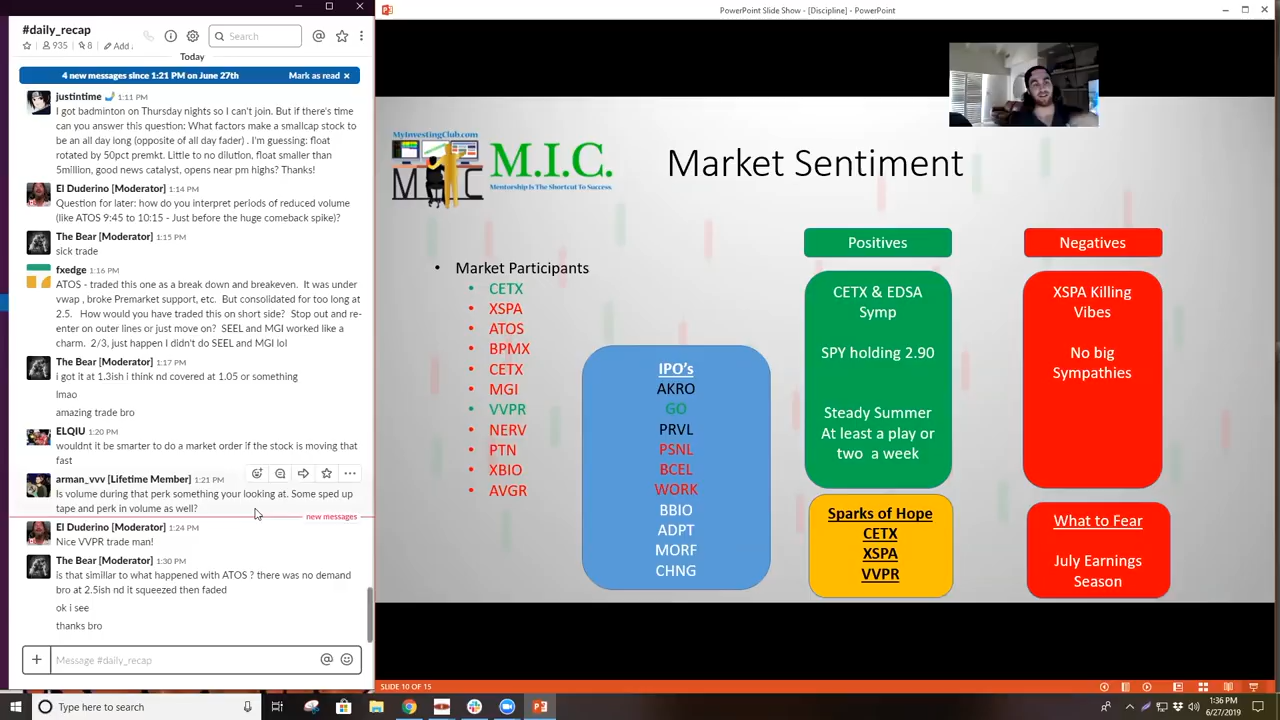 #daily_recap
935
8
Add
Search
Today
4 new messages since 1:21 PM on June 27th
Mark as read ×
justintime 1:11 PM
I got badminton on Thursday nights so I can't join. But if there's time
can you answer this question: What factors make a smallcap stock to
be an all day long (opposite of all day fader) . I'm guessing: float
rotated by 50pct premkt. Little to no dilution, float smaller than
5million, good news catalyst, opens near pm highs? Thanks!
El Duderino [Moderator] 1:14 PM
Question for later: how do you interpret periods of reduced volume
(like ATOS 9:45 to 10:15 - Just before the huge comeback spike)?
The Bear [Moderator] 1:15 PM
sick trade
fxedge 1:16 PM
ATOS - traded this one as a break down and breakeven. It was under
vwap , broke Premarket support, etc. But consolidated for too long at
2.5. How would you have traded this on short side? Stop out and re-
enter on outer lines or just move on? SEEL and MGI worked like a
charm. 2/3, just happen I didn't do SEEL and MGI lol
The Bear [Moderator] 1:17 PM
i got it at 1.3ish i think nd covered at 1.05 or something
lmao
amazing trade bro
ELQIU 1:20 PM
wouldnt it be smarter to do a market order if the stock is moving that
fast
arman_vvv [Lifetime Member] 1:21 PM
Is volume during that perk something your looking at. Some sped up
tape and perk in volume as well?
new messages
El Duderino [Moderator] 1:24 PM
Nice VVPR trade man!
The Bear [Moderator] 1:30 PM
is that simillar to what happened with ATOS ? there was no demand
bro at 2.5ish nd it squeezed then faded
ok i see
thanks bro
Message #daily_recap
PowerPoint Slide Show - [Discipline] - PowerPoint
MyInvestingClub.com
M.I.C.
Mentorship Is The Shortcut To Success.
Market Sentiment
• Market Participants
• CETX
• XSPA
• ATOS
• BPMX
• CETX
• MGI
• VVPR
• NERV
• PTN
• XBIO
• AVGR
IPO's
AKRO
GO
PRVL
PSNL
BCEL
WORK
BBIO
ADPT
MORF
CHNG
Positives
CETX & EDSA
Symp
SPY holding 2.90
Steady Summer
At least a play or
two a week
Sparks of Hope
CETX
XSPA
VVPR
Negatives
XSPA Killing
Vibes
No big
Sympathies
What to Fear
July Earnings
Season
SLIDE 10 OF 15
Type here to search
1:36 PM
6/27/2019